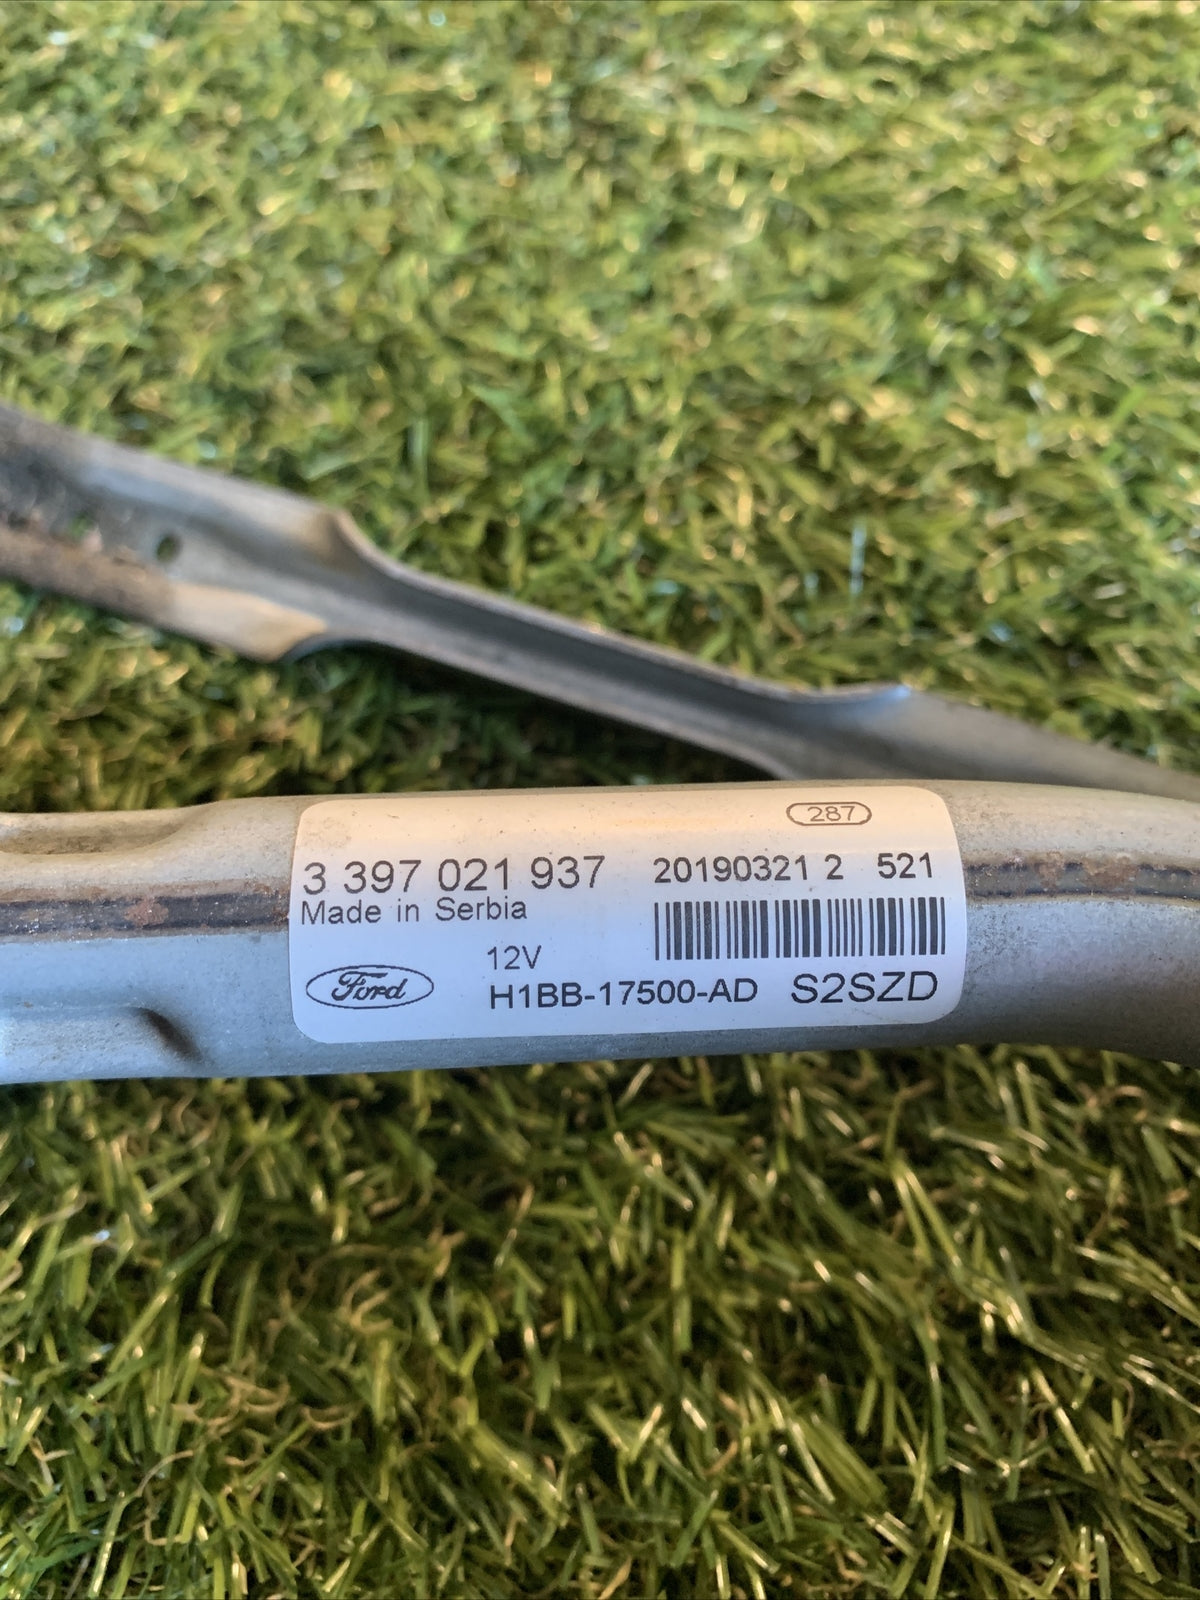 287
3 397 021 937 20190321 2 521
Made in Serbia
12V
Ford H1BB-17500-AD S2SZD